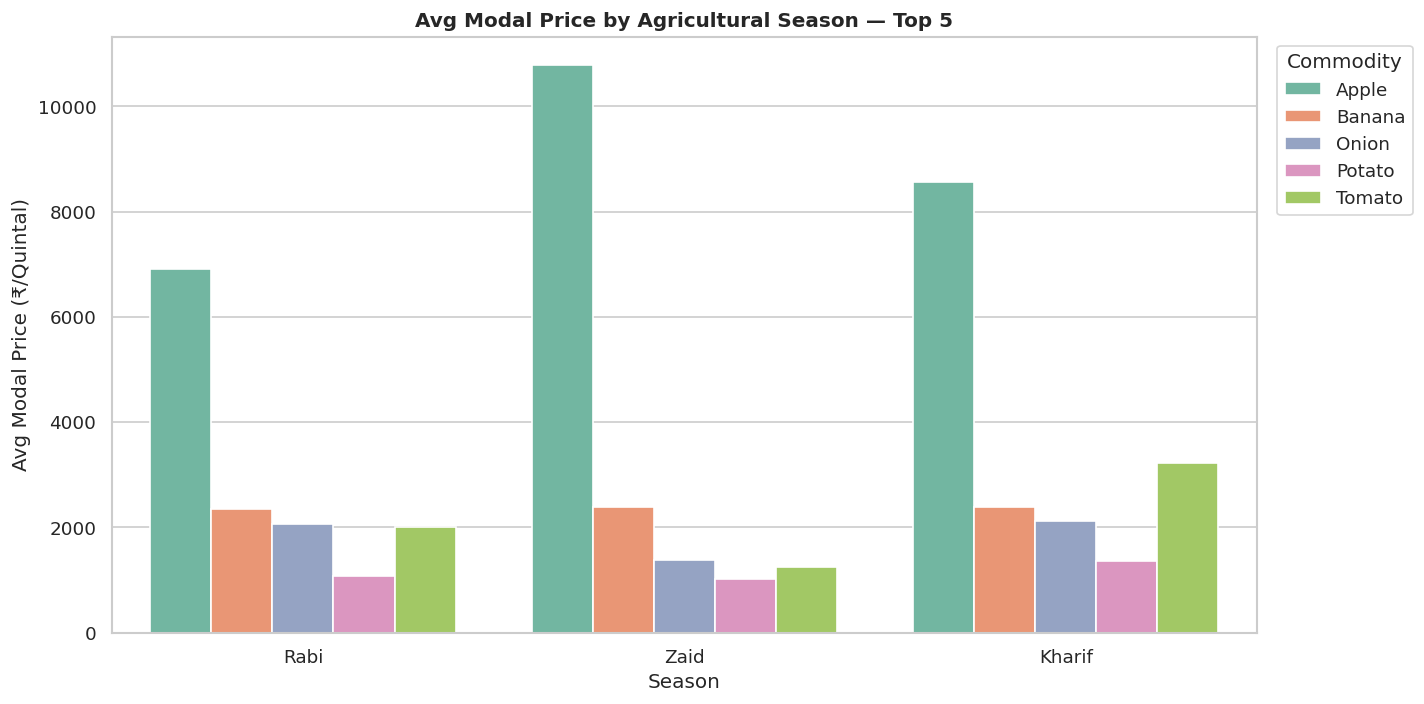 Avg Modal Price by Agricultural Season — Top 5
Commodity
Apple
Banana
Onion
Potato
Tomato
Avg Modal Price (₹/Quintal)
10000
8000
6000
4000
2000
0
Rabi
Zaid
Kharif
Season